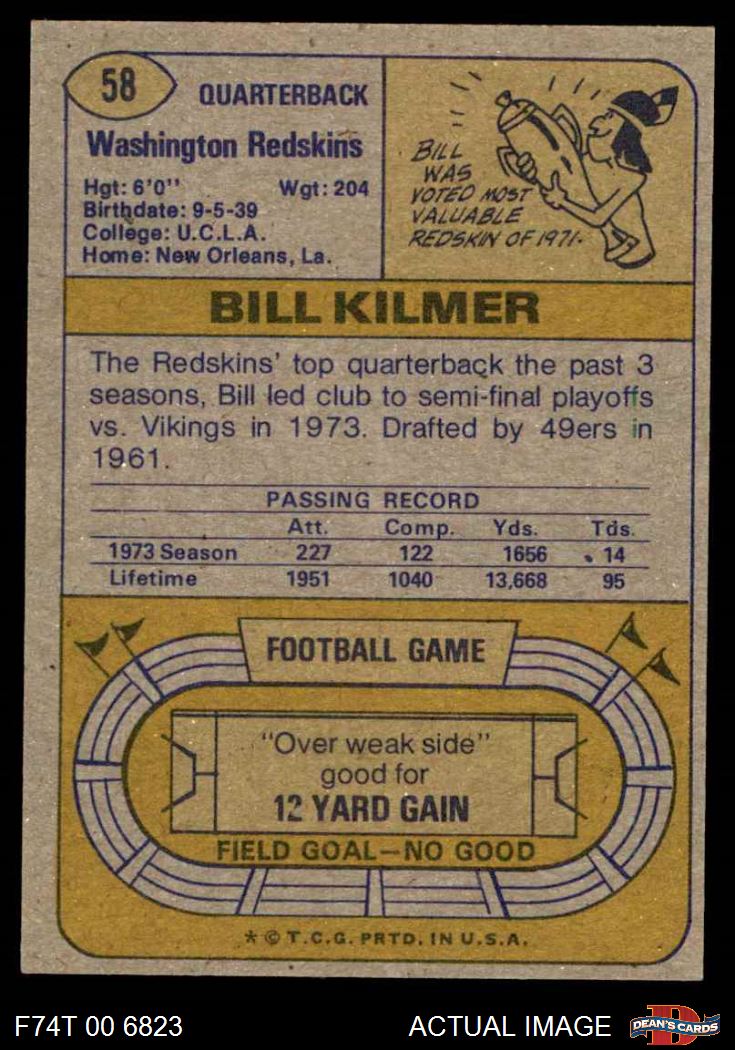 58
QUARTERBACK
Washington Redskins
Hgt: 6'0" Wgt: 204
Birthdate: 9-5-39
College: U.C.L.A.
Home: New Orleans, La.
BILL
WAS
VOTED MOST
VALUABLE
REDSKIN OF 1971.
BILL KILMER
The Redskins' top quarterback the past 3
seasons, Bill led club to semi-final playoffs
vs. Vikings in 1973. Drafted by 49ers in
1961.
PASSING RECORD
Att. Comp. Yds. Tds.
1973 Season 227 122 1656 14
Lifetime 1951 1040 13,668 95
FOOTBALL GAME
"Over weak side"
good for
12 YARD GAIN
FIELD GOAL—NO GOOD
* © T.C.G. PRTD. IN U.S.A.
F74T 00 6823 ACTUAL IMAGE D DEAN'S CARDS